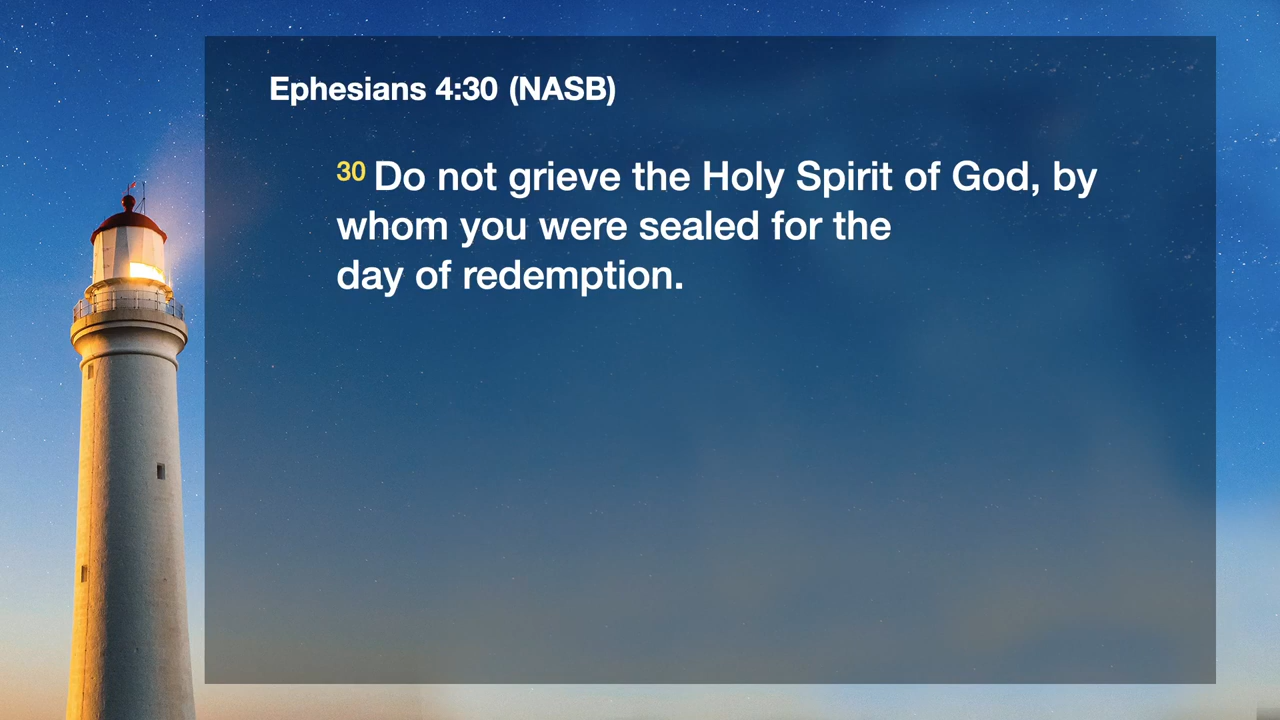 Ephesians 4:30 (NASB)
30 Do not grieve the Holy Spirit of God, by
whom you were sealed for the
day of redemption.